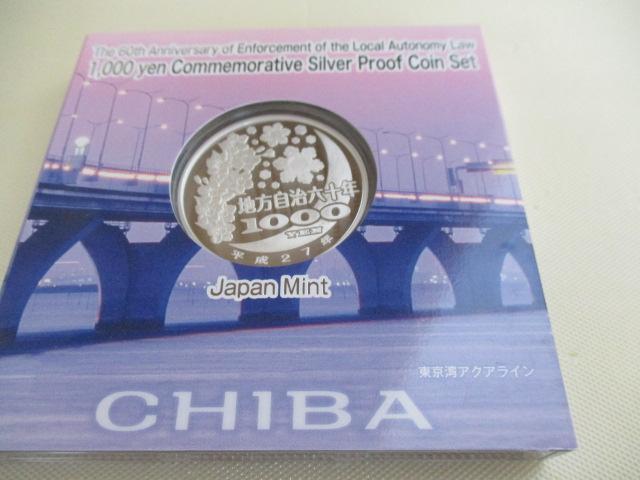 The 60th Anniversary of Enforcement of the Local Autonomy Law
1,000 yen Commemorative Silver Proof Coin Set
地方自治六十年
1000
YEN
平成27年
Japan Mint
東京湾アクアライン
CHIBA